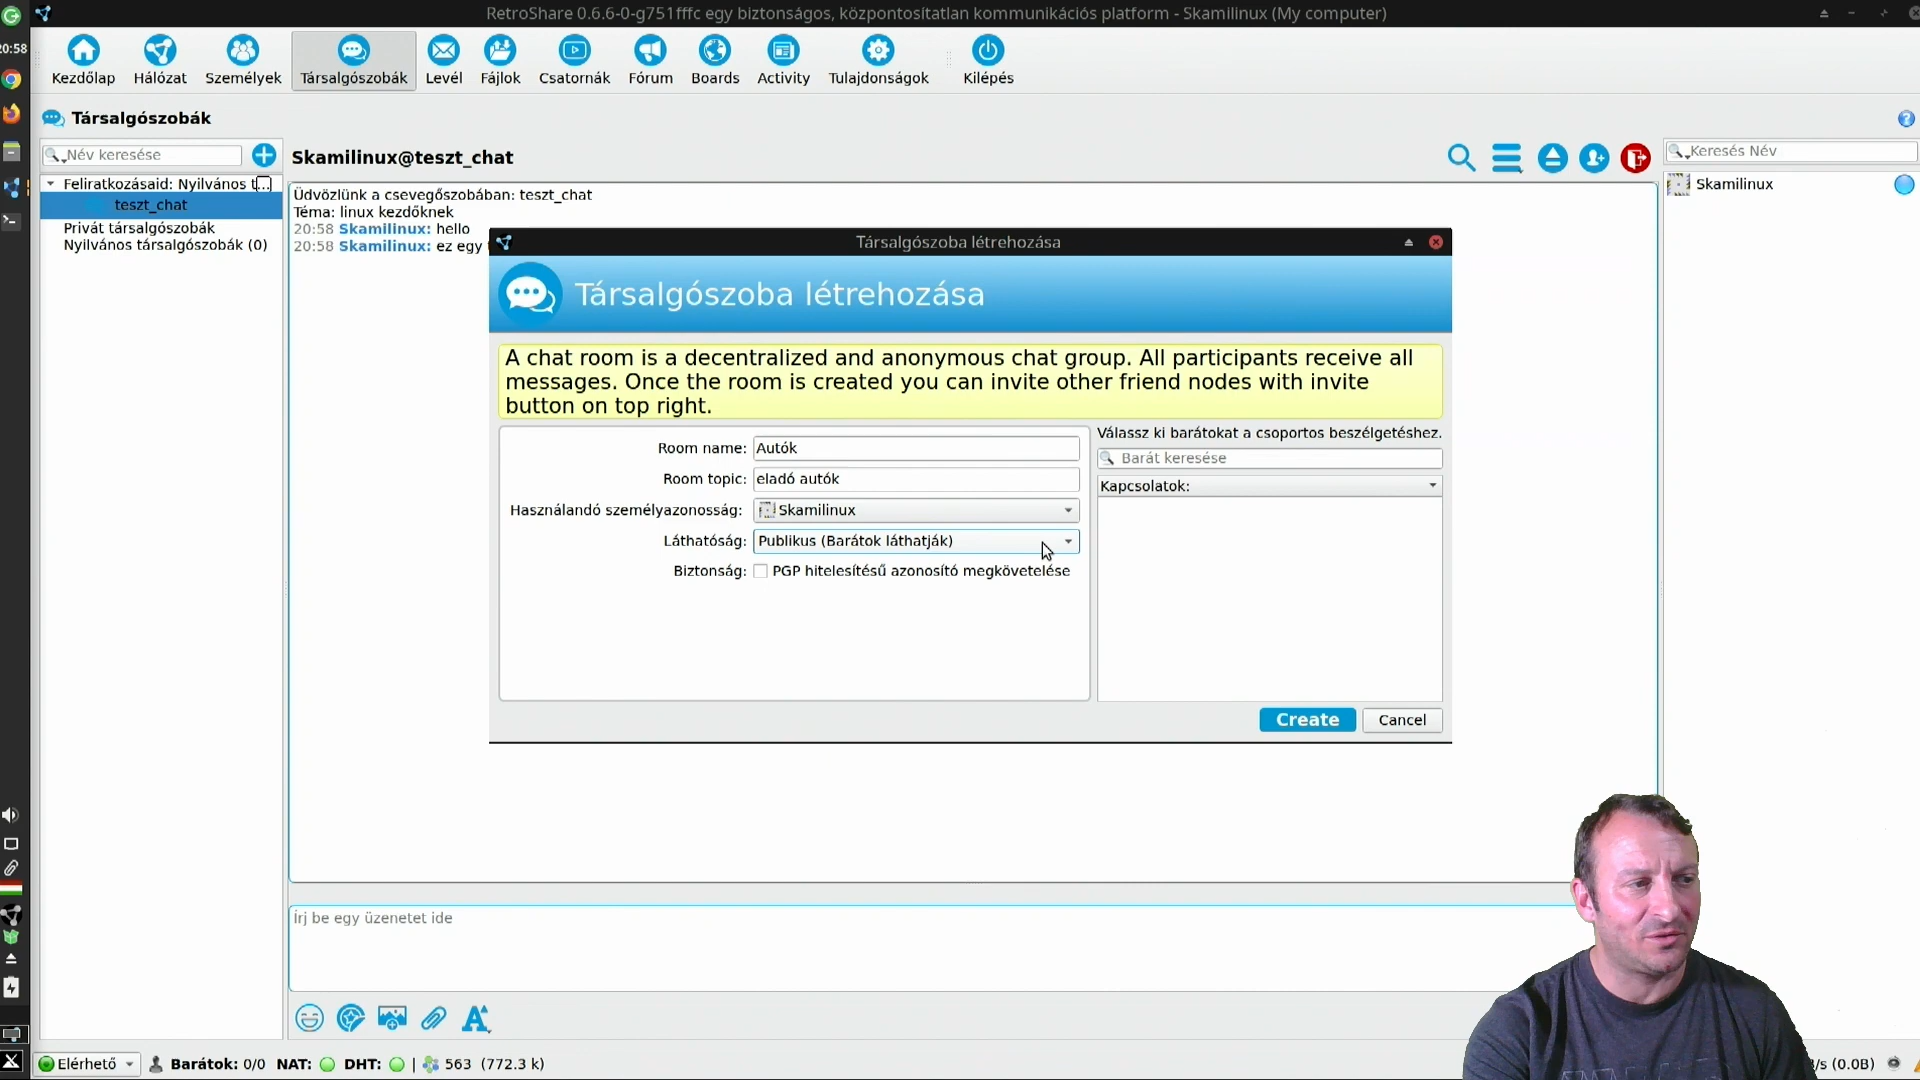 RetroShare 0.6.6-0-g751fffc egy biztonságos, központosítatlan kommunikációs platform - Skamilinux (My computer)
20:58
Kezdőlap
Hálózat
Személyek
Társalgószobák
Levél
Fájlok
Csatornák
Fórum
Boards
Activity
Tulajdonságok
Kilépés
Társalgószobák
Név keresése
Skamilinux@teszt_chat
Keresés Név
Feliratkozásaid: Nyilvános t...
teszt_chat
Privát társalgószobák
Nyilvános társalgószobák (0)
Skamilinux
Üdvözlünk a csevegőszobában: teszt_chat
Téma: linux kezdőknek
20:58 Skamilinux: hello
20:58 Skamilinux: ez egy
Társalgószoba létrehozása
Társalgószoba létrehozása
A chat room is a decentralized and anonymous chat group. All participants receive all
messages. Once the room is created you can invite other friend nodes with invite
button on top right.
Room name: Autók
Room topic: eladó autók
Használandó személyazonosság: Skamilinux
Láthatóság: Publikus (Barátok láthatják)
Biztonság: PGP hitelesítésű azonosító megkövetelése
Válassz ki barátokat a csoportos beszélgetéshez.
Barát keresése
Kapcsolatok:
Create
Cancel
Írj be egy üzenetet ide
Elérhető
Barátok: 0/0 NAT: DHT: | 563 (772.3 k)
/s (0.0B)